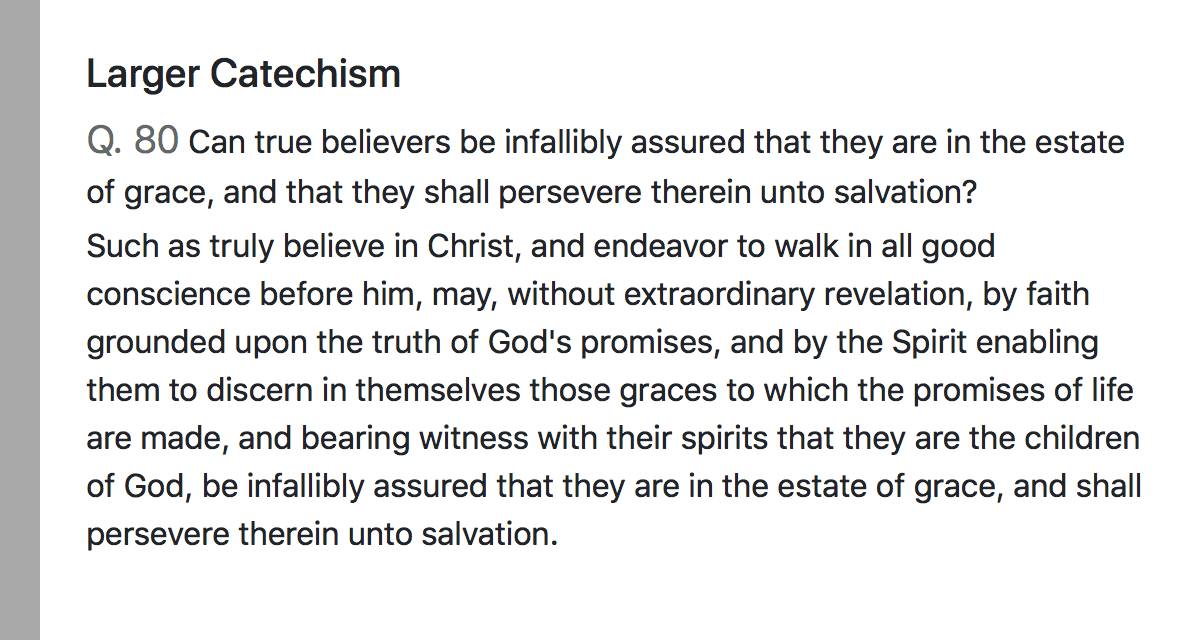 Larger Catechism
Q. 80 Can true believers be infallibly assured that they are in the estate
of grace, and that they shall persevere therein unto salvation?
Such as truly believe in Christ, and endeavor to walk in all good
conscience before him, may, without extraordinary revelation, by faith
grounded upon the truth of God's promises, and by the Spirit enabling
them to discern in themselves those graces to which the promises of life
are made, and bearing witness with their spirits that they are the children
of God, be infallibly assured that they are in the estate of grace, and shall
persevere therein unto salvation.